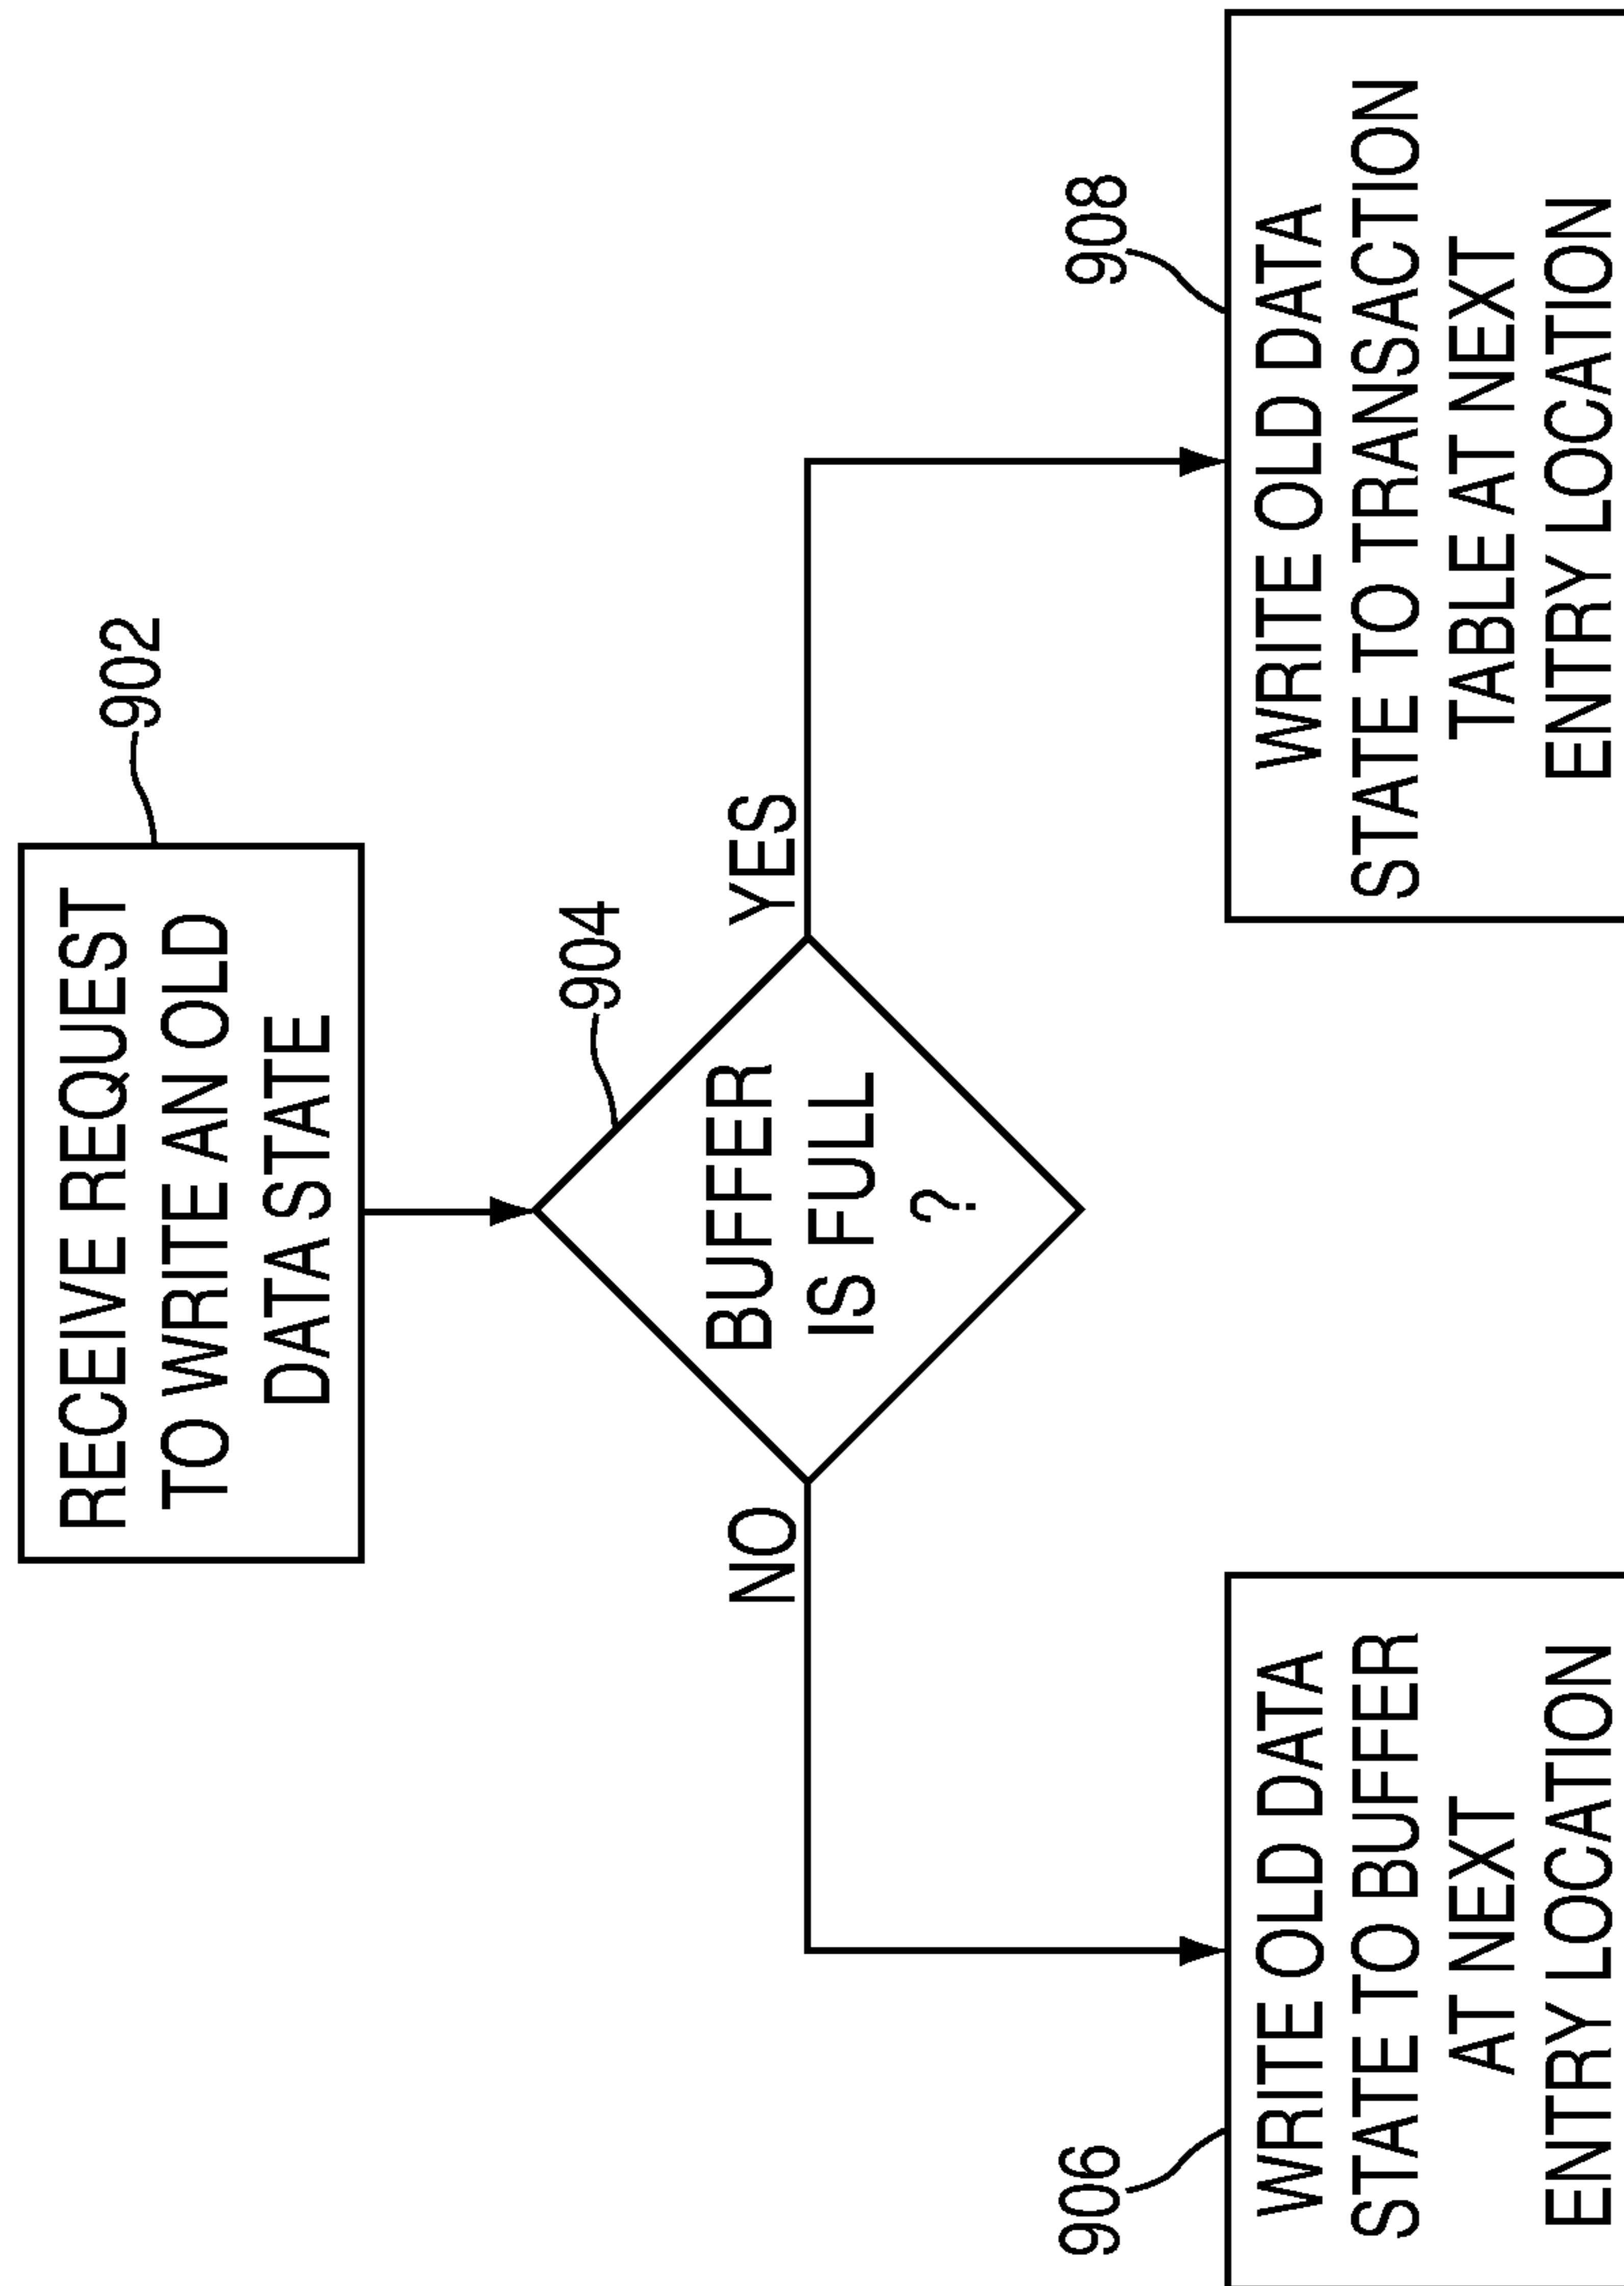 902
RECEIVE REQUEST
TO WRITE AN OLD
DATA STATE
904
BUFFER
IS FULL
?
NO
YES
906
WRITE OLD DATA
STATE TO BUFFER
AT NEXT
ENTRY LOCATION
908
WRITE OLD DATA
STATE TO TRANSACTION
TABLE AT NEXT
ENTRY LOCATION